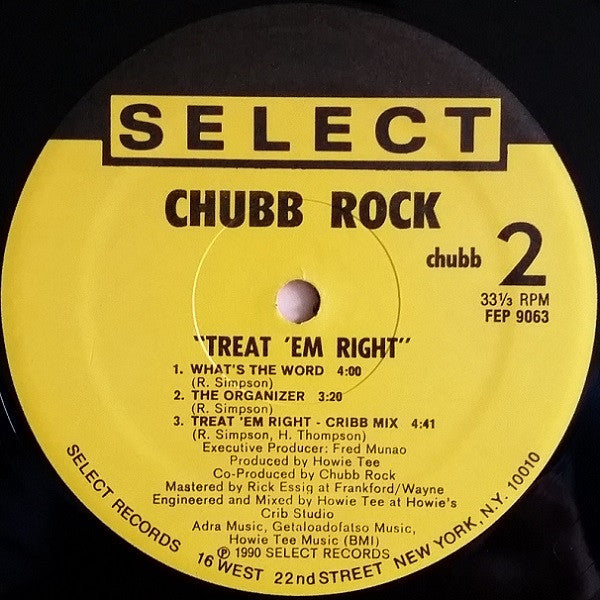 SELECT
CHUBB ROCK
chubb 2
33⅓ RPM
FEP 9063
"TREAT 'EM RIGHT"
1. WHAT'S THE WORD 4:00
(R. Simpson)
2. THE ORGANIZER 3:20
(R. Simpson)
3. TREAT 'EM RIGHT - CRIBB MIX 4:41
(R. Simpson, H. Thompson)
Executive Producer: Fred Munao
Produced by Howie Tee
Co-Produced by Chubb Rock
Mastered by Rick Essig at Frankford/Wayne
Engineered and Mixed by Howie Tee at Howie's
Crib Studio
Adra Music, Getaloadofatso Music,
Howie Tee Music (BMI)
℗ 1990 SELECT RECORDS
SELECT RECORDS 16 WEST 22nd STREET NEW YORK, N.Y. 10010